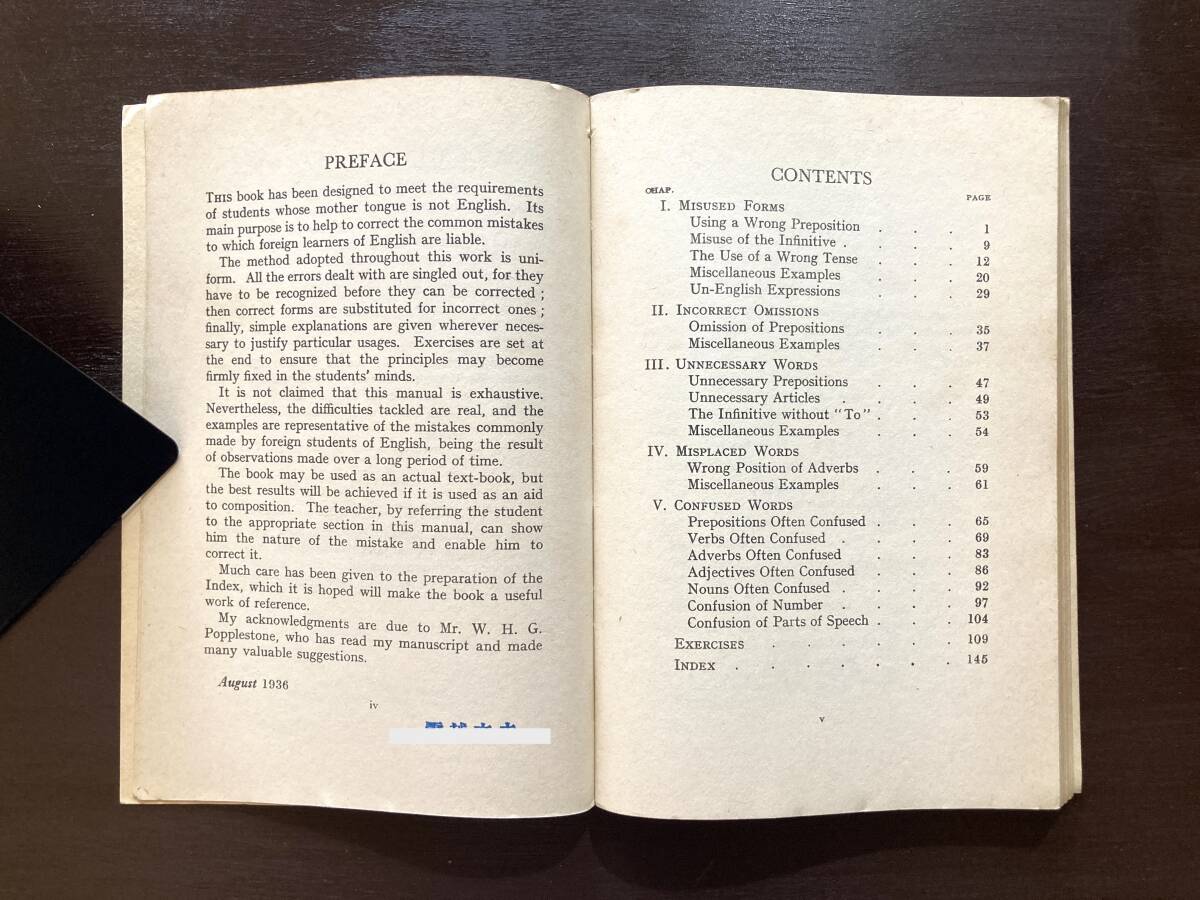 PREFACE
THIS book has been designed to meet the requirements
of students whose mother tongue is not English. Its
main purpose is to help to correct the common mistakes
to which foreign learners of English are liable.
The method adopted throughout this work is uni-
form. All the errors dealt with are singled out, for they
have to be recognized before they can be corrected ;
then correct forms are substituted for incorrect ones ;
finally, simple explanations are given wherever neces-
sary to justify particular usages. Exercises are set at
the end to ensure that the principles may become
firmly fixed in the students' minds.
It is not claimed that this manual is exhaustive.
Nevertheless, the difficulties tackled are real, and the
examples are representative of the mistakes commonly
made by foreign students of English, being the result
of observations made over a long period of time.
The book may be used as an actual text-book, but
the best results will be achieved if it is used as an aid
to composition. The teacher, by referring the student
to the appropriate section in this manual, can show
him the nature of the mistake and enable him to
correct it.
Much care has been given to the preparation of the
Index, which it is hoped will make the book a useful
work of reference.
My acknowledgments are due to Mr. W. H. G.
Popplestone, who has read my manuscript and made
many valuable suggestions.
August 1936
iv
CONTENTS
CHAP. PAGE
I. MISUSED FORMS
Using a Wrong Preposition . . . 1
Misuse of the Infinitive . . . . 9
The Use of a Wrong Tense . . . 12
Miscellaneous Examples . . . 20
Un-English Expressions . . . 29
II. INCORRECT OMISSIONS
Omission of Prepositions . . . 35
Miscellaneous Examples . . . 37
III. UNNECESSARY WORDS
Unnecessary Prepositions . . . 47
Unnecessary Articles . . . . 49
The Infinitive without "To" . . . 53
Miscellaneous Examples . . . 54
IV. MISPLACED WORDS
Wrong Position of Adverbs . . . 59
Miscellaneous Examples . . . 61
V. CONFUSED WORDS
Prepositions Often Confused . . . 65
Verbs Often Confused . . . . 69
Adverbs Often Confused . . . 83
Adjectives Often Confused . . . 86
Nouns Often Confused . . . . 92
Confusion of Number . . . . 97
Confusion of Parts of Speech . . . 104
EXERCISES . . . . . . 109
INDEX . . . . . . . 145
v